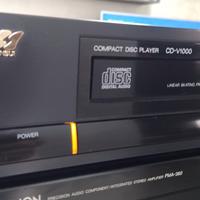 COMPACT DISC PLAYER CD-V1000
COMPACT
disc
DIGITAL AUDIO
LINEAR SKATING
POWER
ON PRECISION AUDIO COMPONENT/INTEGRATED STEREO AMPLIFIER PMA-360